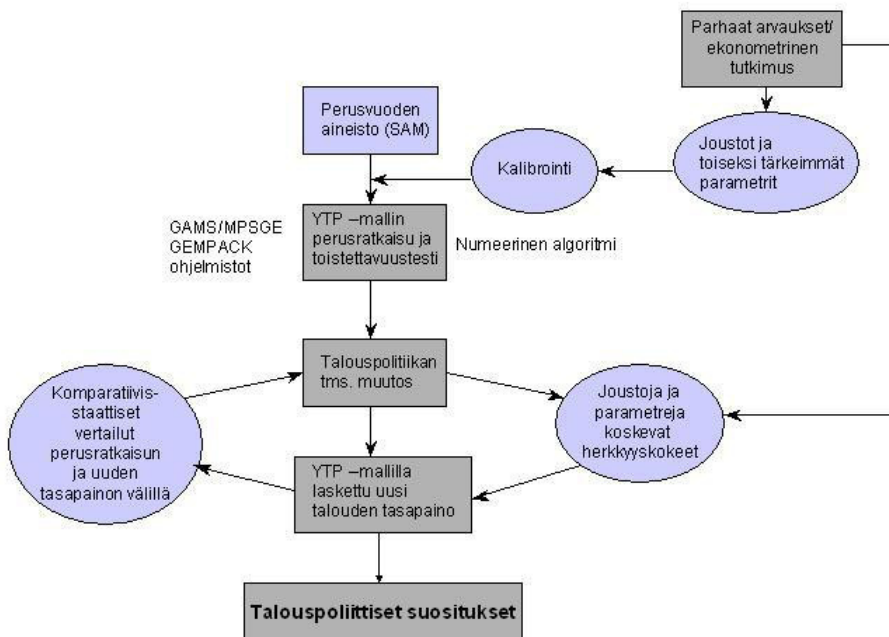 Parhaat arvaukset/
ekonometrinen
tutkimus
Perusvuoden
aineisto (SAM)
Kalibrointi
Joustot ja
toiseksi tärkeimmät
parametrit
GAMS/MPSGE
GEMPACK
ohjelmistot
YTP –mallin
perusratkaisu ja
toistettavuustesti
Numeerinen algoritmi
Talouspolitiikan
tms. muutos
Komparatiivis-
staattiset
vertailut
perusratkaisun
ja uuden
tasapainon välillä
Joustoja ja
parametreja
koskevat
herkkyyskokeet
YTP –mallilla
laskettu uusi
talouden tasapaino
Talouspoliittiset suositukset